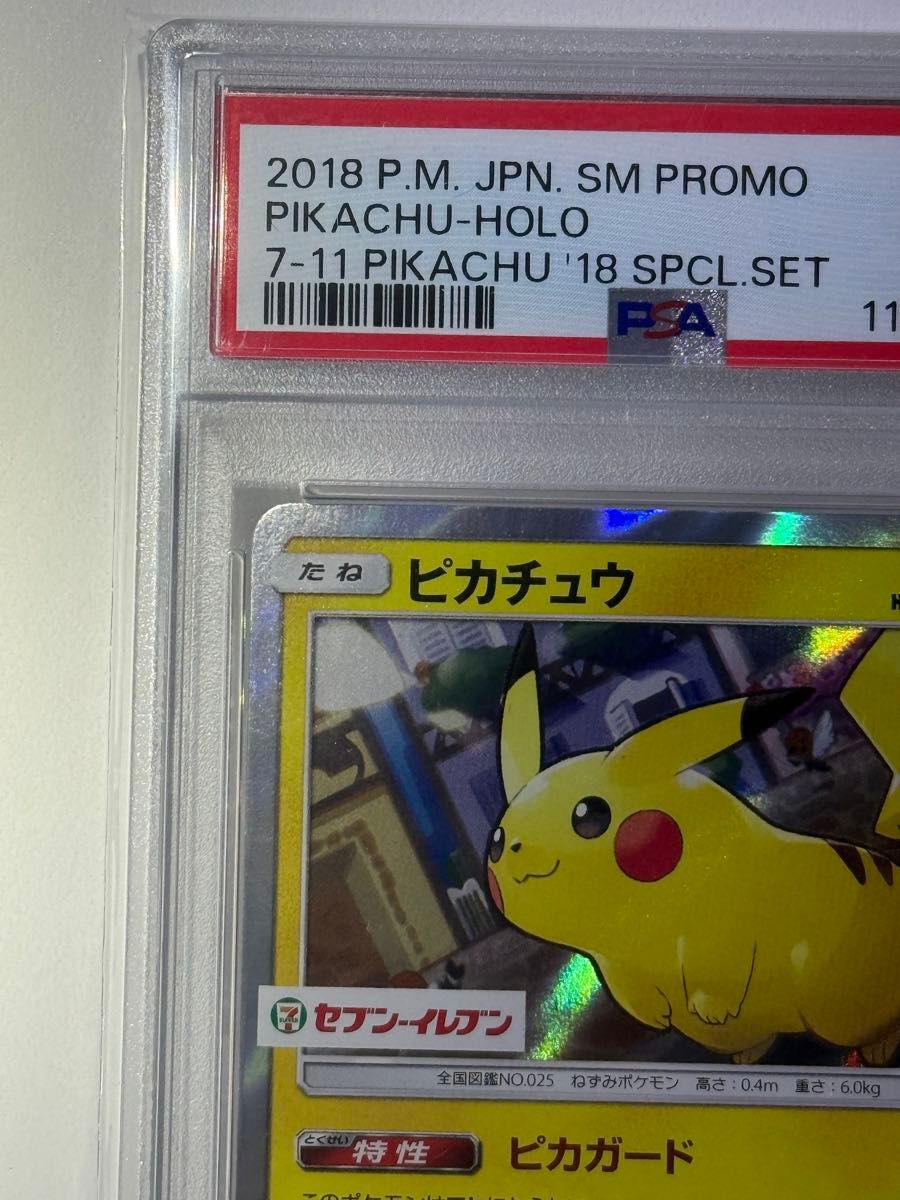 2018 P.M. JPN. SM PROMO
PIKACHU-HOLO
7-11 PIKACHU '18 SPCL.SET
PSA
11
たね
ピカチュウ
H
7 ELEVEN
セブン-イレブン
全国図鑑NO.025 ねずみポケモン 高さ:0.4m 重さ:6.0kg
とくせい
特性
ピカガード